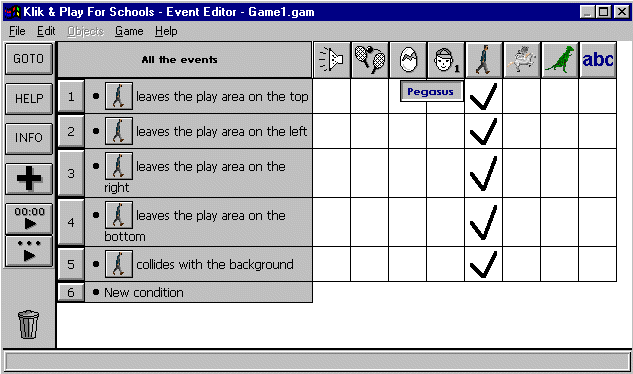 Klik & Play For Schools - Event Editor - Game1.gam
File Edit Objects Game Help
GOTO
HELP
INFO
00:00
All the events
1
abc
1 • leaves the play area on the top
Pegasus
2 • leaves the play area on the left
3 • leaves the play area on the
right
4 • leaves the play area on the
bottom
5 • collides with the background
6 • New condition